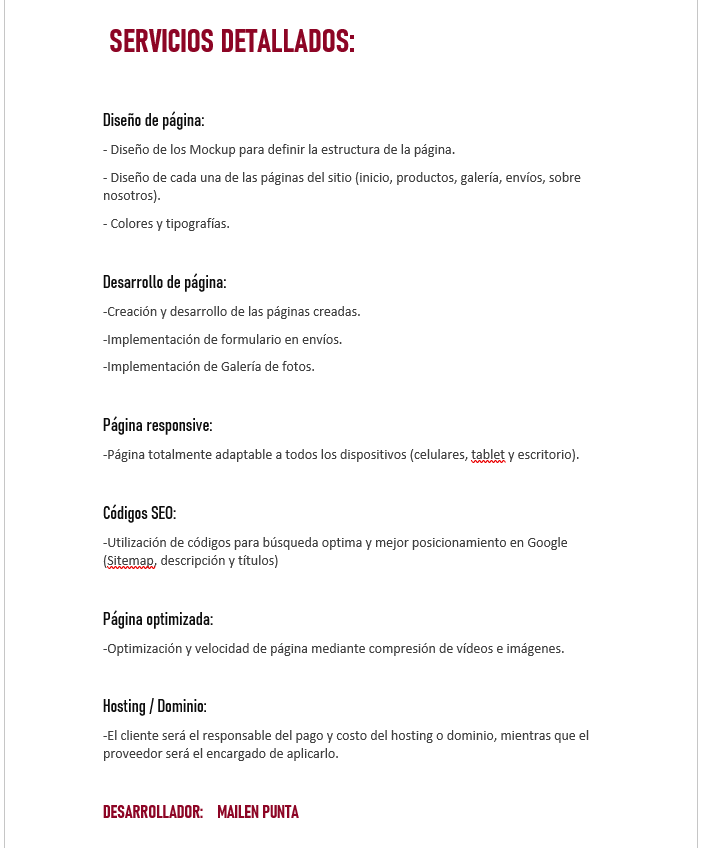 SERVICIOS DETALLADOS:
Diseño de página:
- Diseño de los Mockup para definir la estructura de la página.
- Diseño de cada una de las páginas del sitio (inicio, productos, galería, envíos, sobre
nosotros).
- Colores y tipografías.
Desarrollo de página:
-Creación y desarrollo de las páginas creadas.
-Implementación de formulario en envíos.
-Implementación de Galería de fotos.
Página responsive:
-Página totalmente adaptable a todos los dispositivos (celulares, tablet y escritorio).
Códigos SEO:
-Utilización de códigos para búsqueda optima y mejor posicionamiento en Google
(Sitemap, descripción y títulos)
Página optimizada:
-Optimización y velocidad de página mediante compresión de vídeos e imágenes.
Hosting / Dominio:
-El cliente será el responsable del pago y costo del hosting o dominio, mientras que el
proveedor será el encargado de aplicarlo.
DESARROLLADOR: MAILEN PUNTA